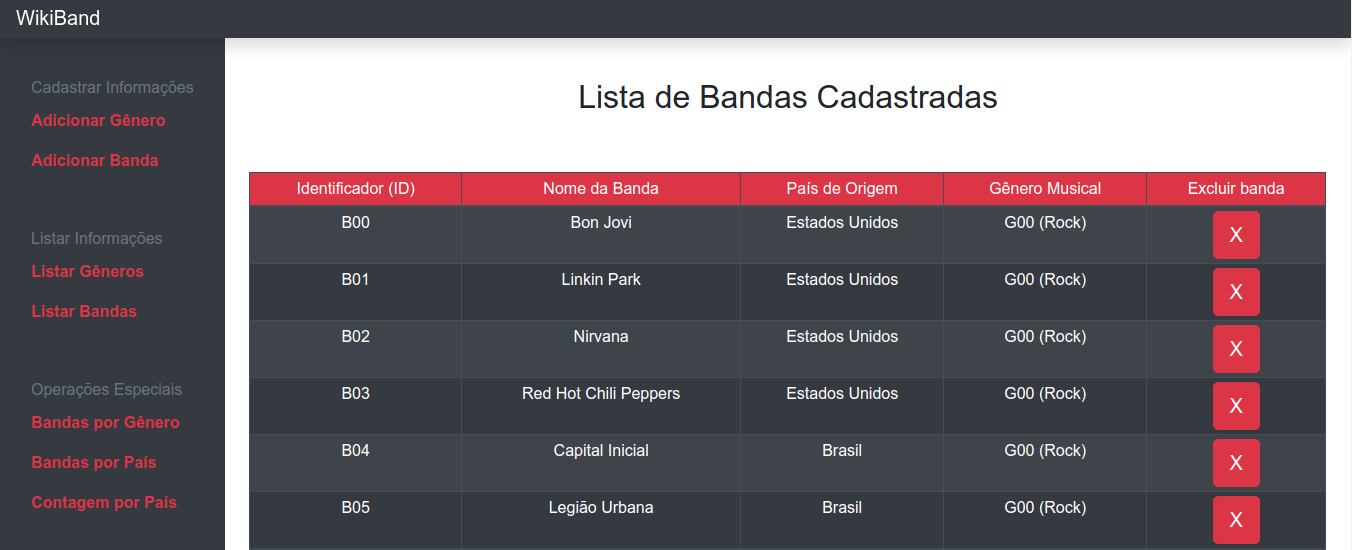 WikiBand
Cadastrar Informações
Adicionar Gênero
Adicionar Banda
Listar Informações
Listar Gêneros
Listar Bandas
Operações Especiais
Bandas por Gênero
Bandas por País
Contagem por País
Lista de Bandas Cadastradas
Identificador (ID) Nome da Banda País de Origem Gênero Musical Excluir banda
B00 Bon Jovi Estados Unidos G00 (Rock) X
B01 Linkin Park Estados Unidos G00 (Rock) X
B02 Nirvana Estados Unidos G00 (Rock) X
B03 Red Hot Chili Peppers Estados Unidos G00 (Rock) X
B04 Capital Inicial Brasil G00 (Rock) X
B05 Legião Urbana Brasil G00 (Rock) X